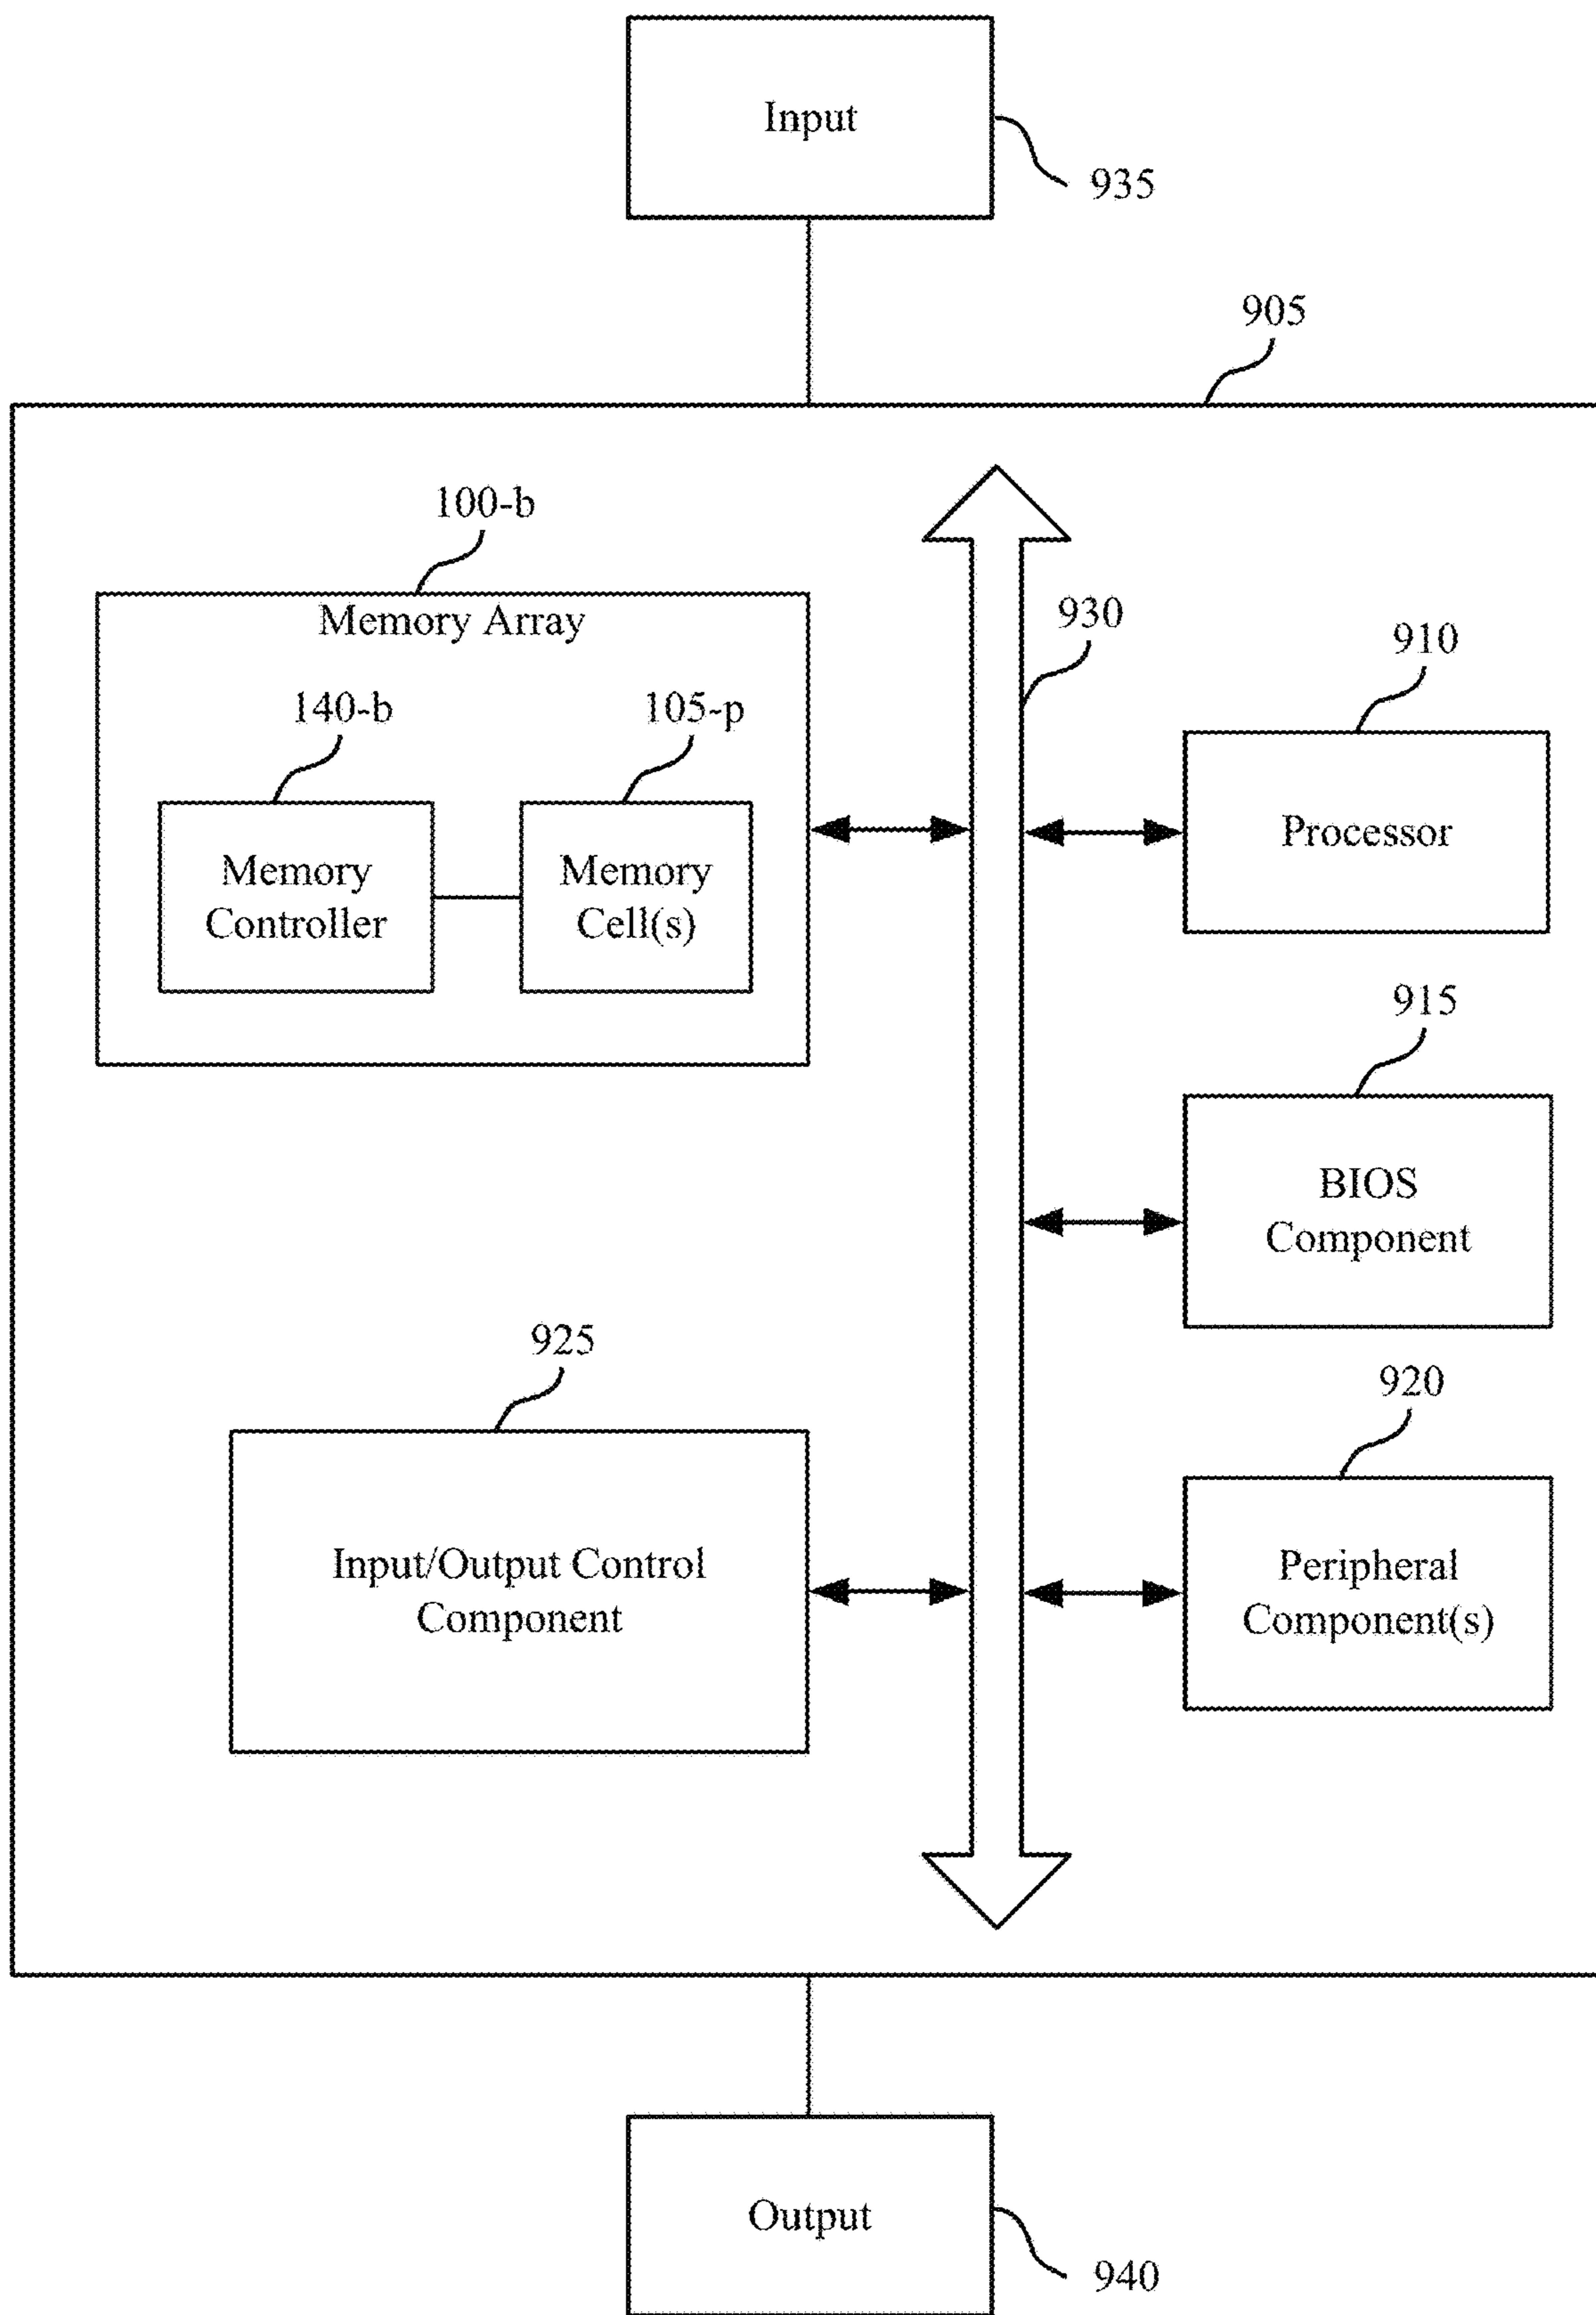 Input
935
905
100-b
Memory Array
930
910
140-b
105-p
Processor
Memory
Controller
Memory
Cell(s)
915
BIOS
Component
925
920
Input/Output Control
Component
Peripheral
Component(s)
Output
940